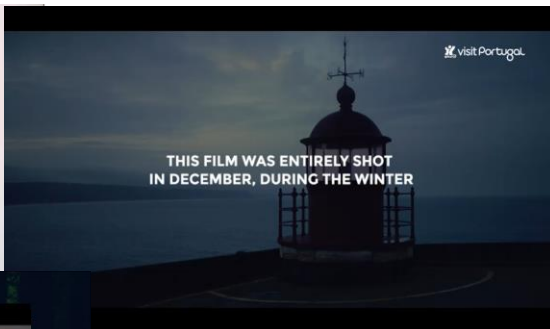 visit Portugal
THIS FILM WAS ENTIRELY SHOT
IN DECEMBER, DURING THE WINTER